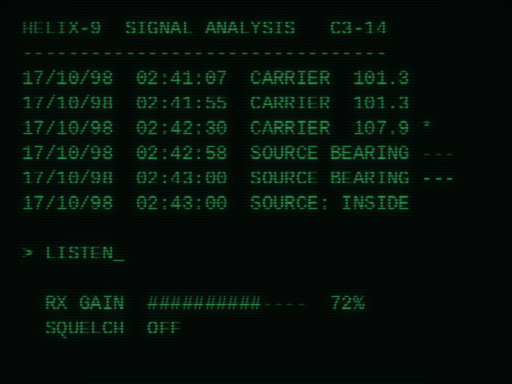 HELIX-9  SIGNAL ANALYSIS   C3-14
--------------------------------
17/10/98  02:41:07  CARRIER  101.3
17/10/98  02:41:55  CARRIER  101.3
17/10/98  02:42:30  CARRIER  107.9 *
17/10/98  02:42:58  SOURCE BEARING ---
17/10/98  02:43:00  SOURCE BEARING ---
17/10/98  02:43:00  SOURCE: INSIDE
> LISTEN_
RX GAIN  ##########----  72%
SQUELCH  OFF